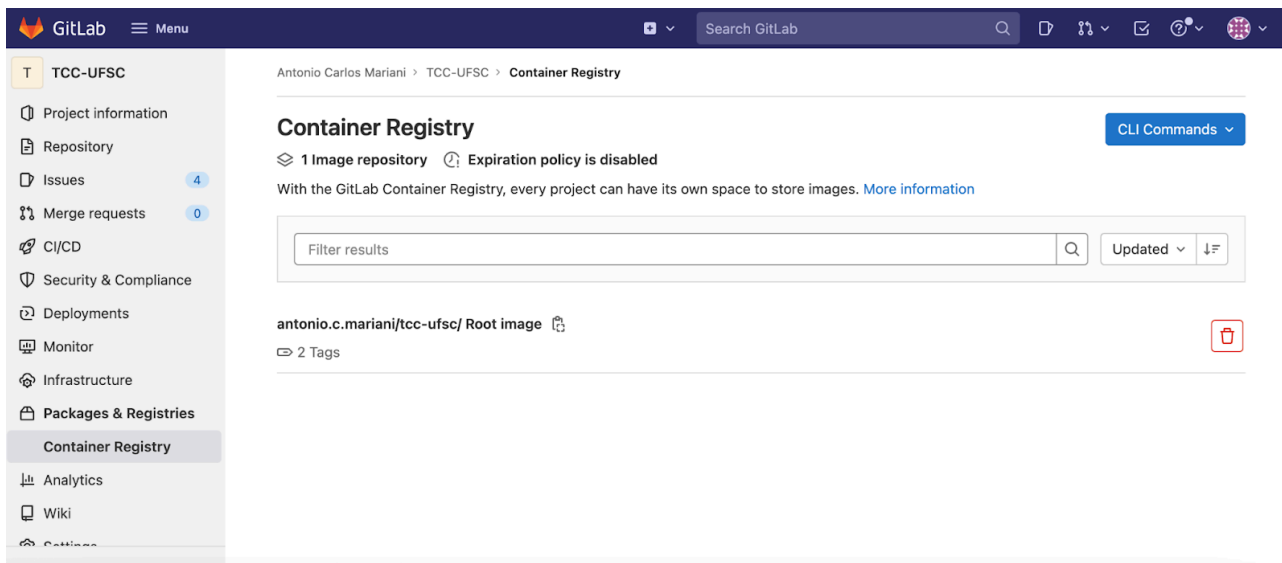 GitLab Menu Search GitLab
T TCC-UFSC
Project information
Repository
Issues 4
Merge requests 0
CI/CD
Security & Compliance
Deployments
Monitor
Infrastructure
Packages & Registries
Container Registry
Analytics
Wiki
Settings
Antonio Carlos Mariani > TCC-UFSC > Container Registry
Container Registry
CLI Commands
1 Image repository Expiration policy is disabled
With the GitLab Container Registry, every project can have its own space to store images. More information
Filter results Updated
antonio.c.mariani/tcc-ufsc/ Root image
2 Tags